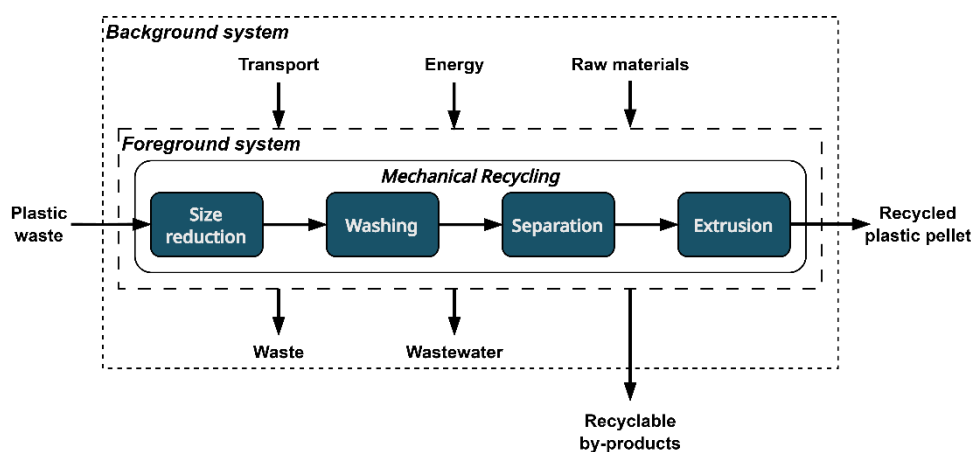 Background system
Transport
Energy
Raw materials
Foreground system
Mechanical Recycling
Plastic
waste
Size
reduction
Washing
Separation
Extrusion
Recycled
plastic pellet
Waste
Wastewater
Recyclable
by-products